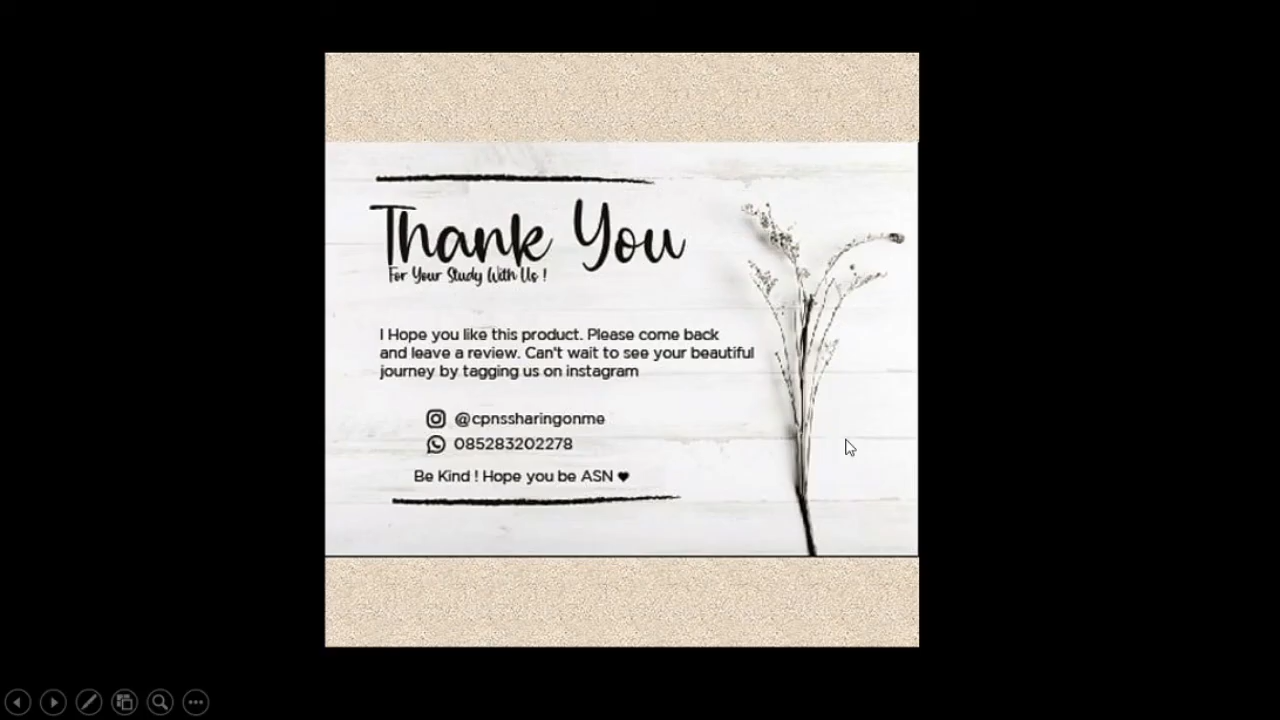 Thank You
For Your Study With Us !
I Hope you like this product. Please come back
and leave a review. Can't wait to see your beautiful
journey by tagging us on instagram
@cpnssharingonme
085283202278
Be Kind ! Hope you be ASN ♥